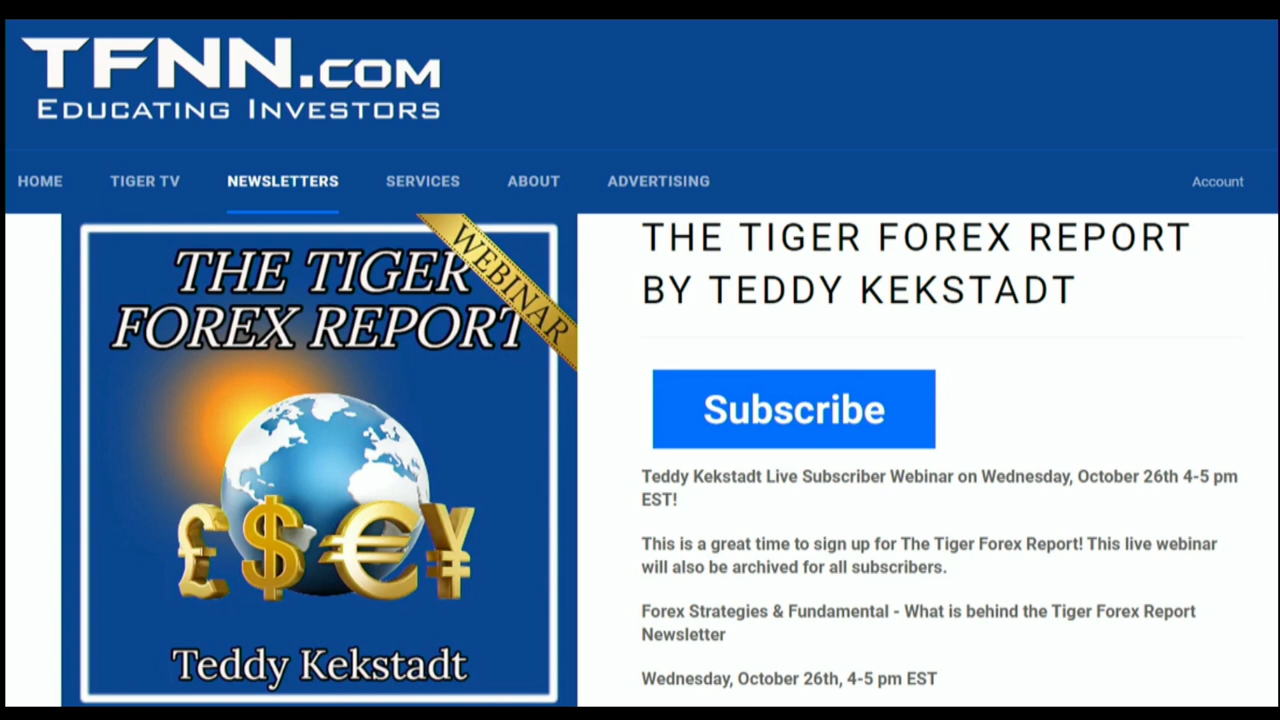 TFNN.COM
EDUCATING INVESTORS
HOME TIGER TV NEWSLETTERS SERVICES ABOUT ADVERTISING Account
THE TIGER
FOREX REPORT
WEBINAR
£$€¥
Teddy Kekstadt
THE TIGER FOREX REPORT
BY TEDDY KEKSTADT
Subscribe
Teddy Kekstadt Live Subscriber Webinar on Wednesday, October 26th 4-5 pm
EST!
This is a great time to sign up for The Tiger Forex Report! This live webinar
will also be archived for all subscribers.
Forex Strategies & Fundamental - What is behind the Tiger Forex Report
Newsletter
Wednesday, October 26th, 4-5 pm EST